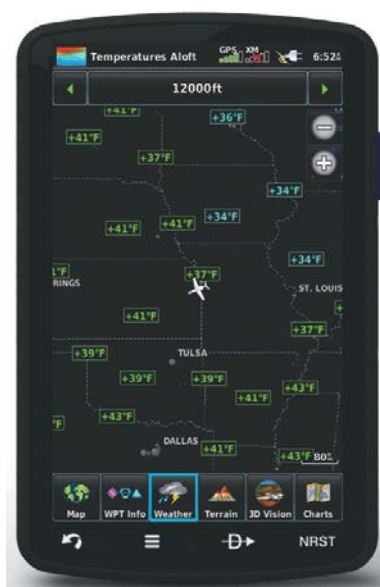 Temperatures Aloft GPS XM 6:52
12000ft
+41°F
+36°F
+41°F
+37°F
+34°F
+34°F
+41°F
+41°F
+34°F
+37°F
RINGS
ST. LOUIS
+41°F
+37°F
+39°F
TULSA
+39°F
+39°F
+43°F
+41°F
+43°F
DALLAS
+41°F
+43°F
80
Map WPT Info Weather Terrain 3D Vision Charts
NRST